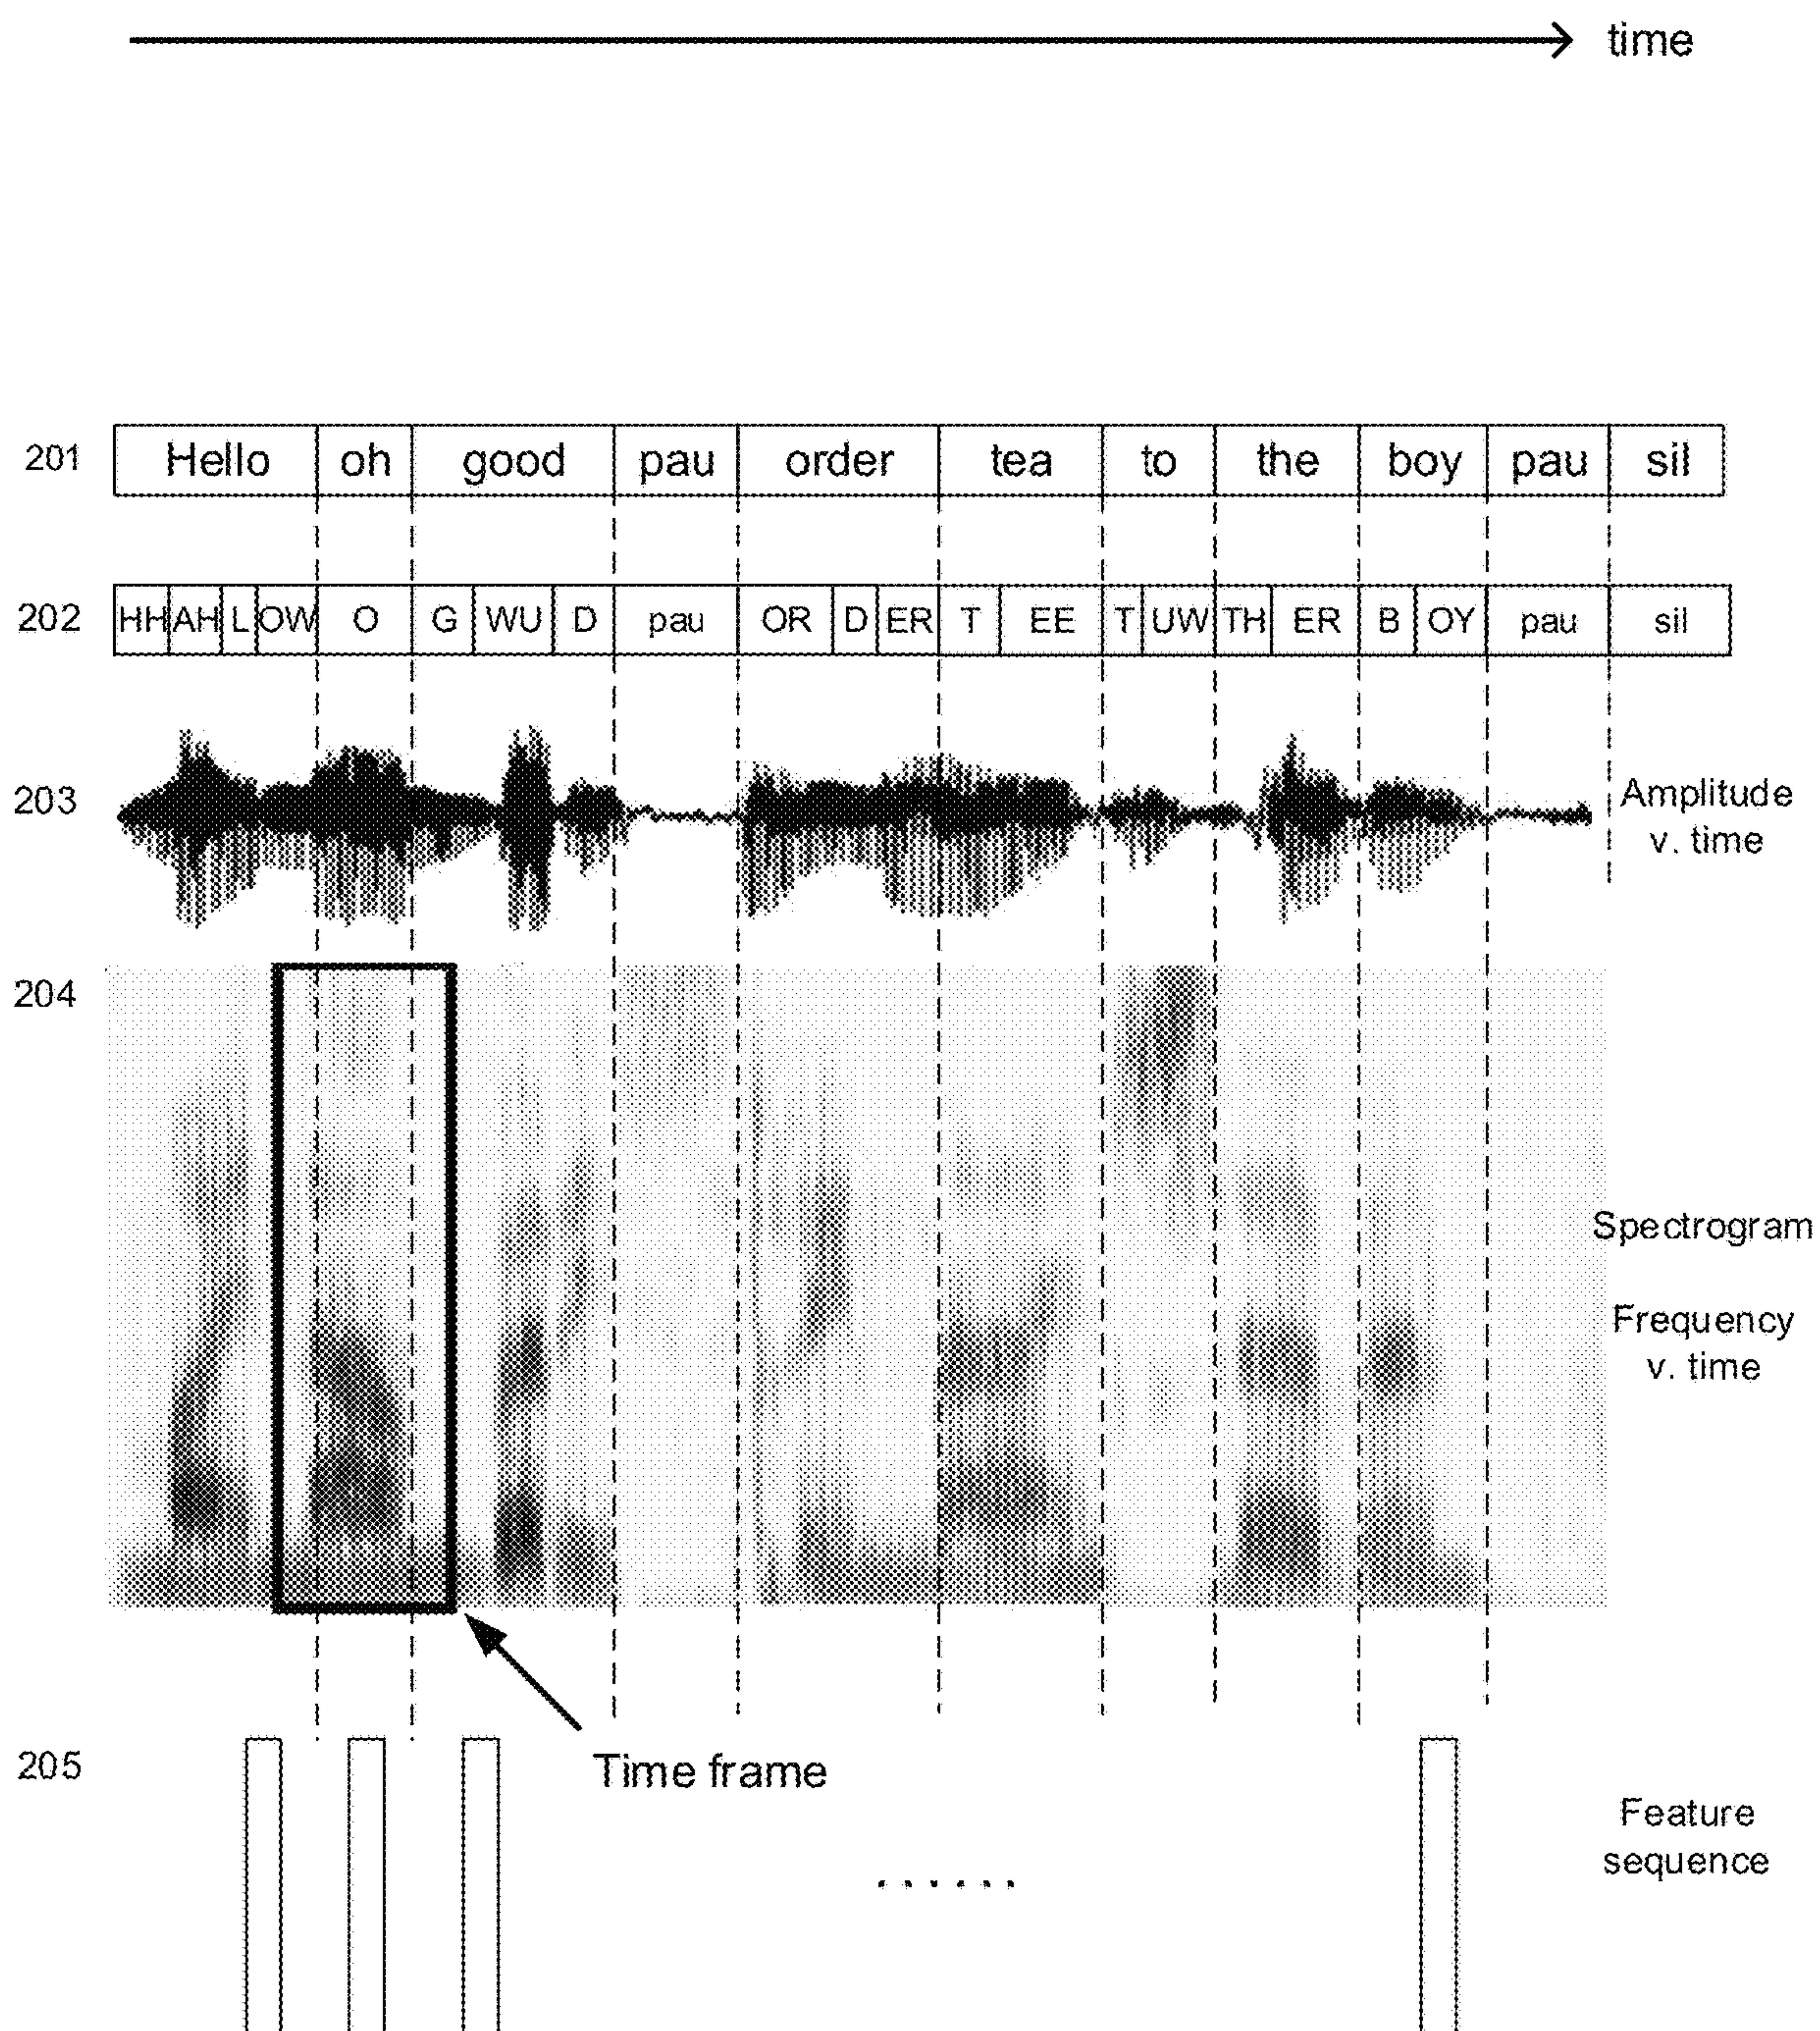 time
201 Hello oh good pau order tea to the boy pau sil
202 HH AH L OW O G WU D pau OR D ER T EE T UW TH ER B OY pau sil
203
Amplitude
v. time
204
Spectrogram
Frequency
v. time
Time frame
205
Feature
sequence
......